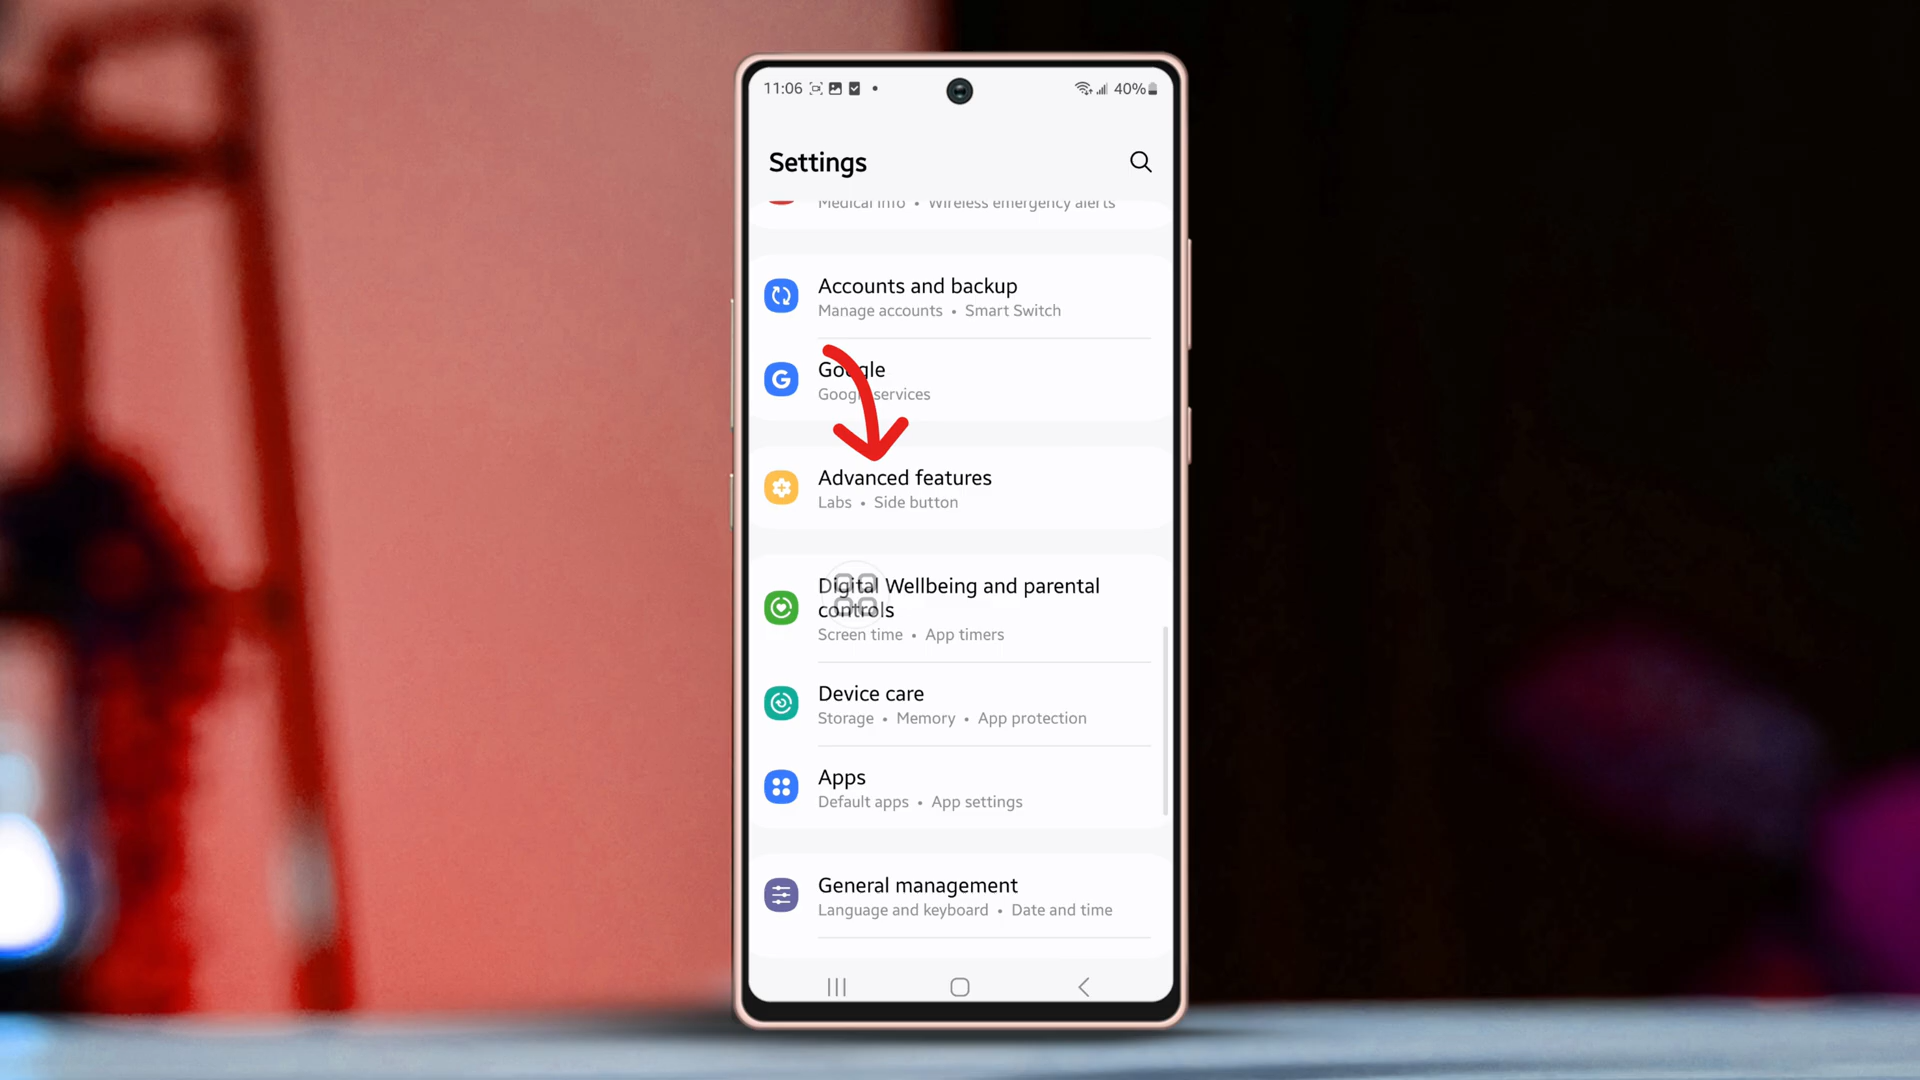 11:06 40%
Settings
Medical info • Wireless emergency alerts
Accounts and backup
Manage accounts • Smart Switch
Google
Google services
Advanced features
Labs • Side button
Digital Wellbeing and parental
controls
Screen time • App timers
Device care
Storage • Memory • App protection
Apps
Default apps • App settings
General management
Language and keyboard • Date and time